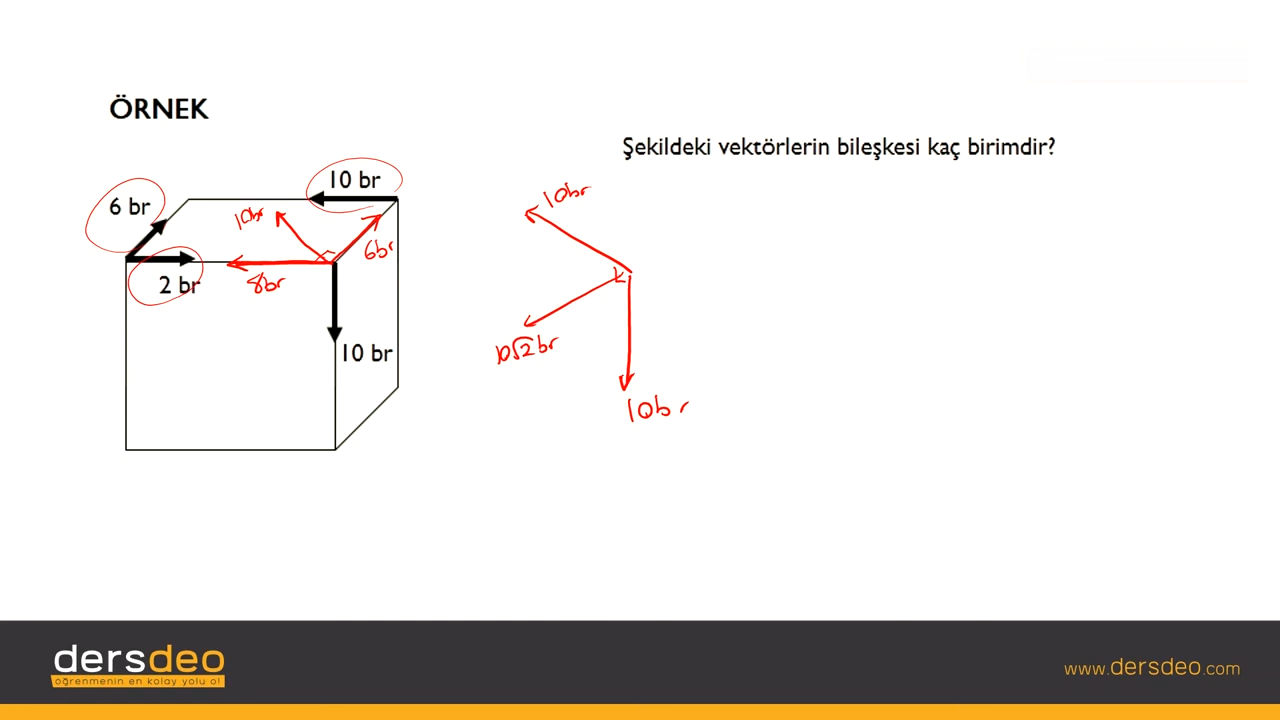 ÖRNEK
Şekildeki vektörlerin bileşkesi kaç birimdir?
10 br
6 br
10br
10br
6br
2 br
8br
10 br
10√2 br
10br
dersdeo
öğrenmenin en kolay yolu o!
www.dersdeo.com